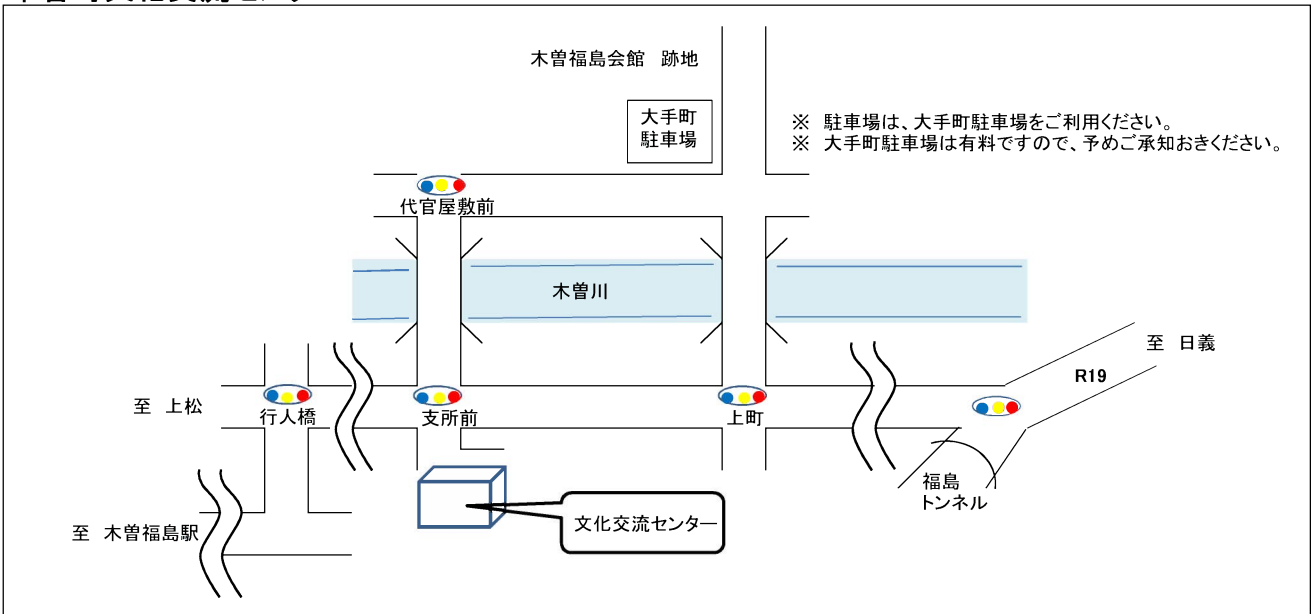 木曽福島会館　跡地
大手町
駐車場
※　駐車場は、大手町駐車場をご利用ください。
※　大手町駐車場は有料ですので、予めご承知おきください。
代官屋敷前
木曽川
至　日義
R19
至　上松
行人橋
支所前
上町
福島
トンネル
文化交流センター
至　木曽福島駅